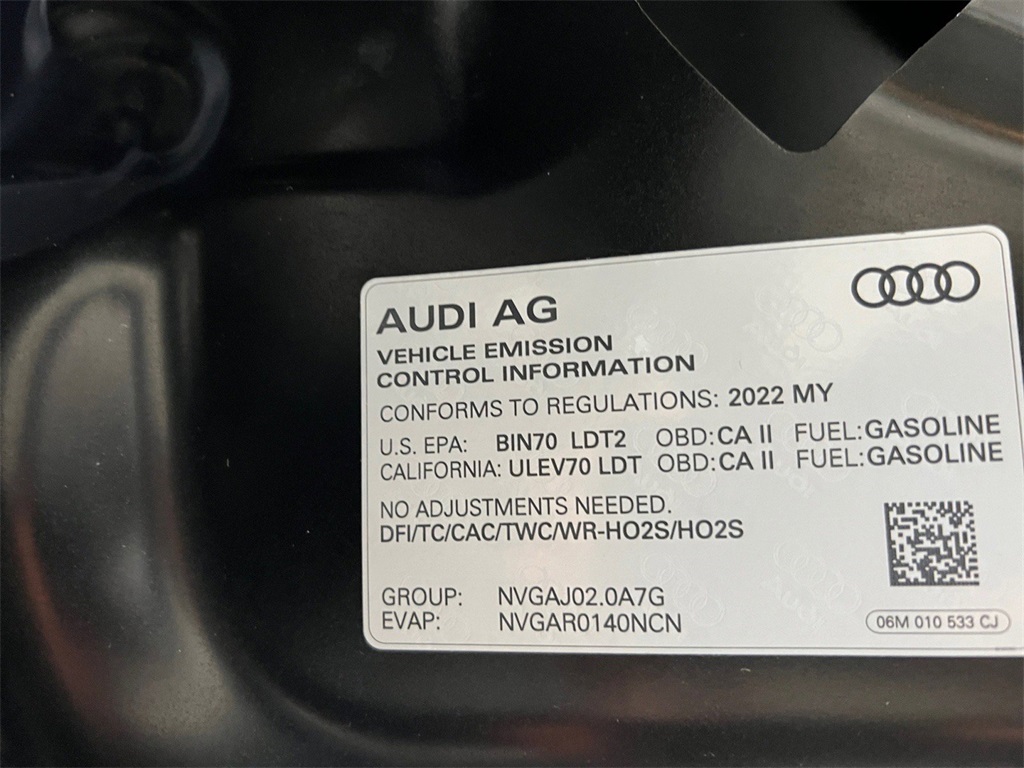 AUDI AG
VEHICLE EMISSION
CONTROL INFORMATION
CONFORMS TO REGULATIONS: 2022 MY
U.S. EPA: BIN70 LDT2 OBD:CA II FUEL:GASOLINE
CALIFORNIA: ULEV70 LDT OBD:CA II FUEL:GASOLINE
NO ADJUSTMENTS NEEDED.
DFI/TC/CAC/TWC/WR-HO2S/HO2S
GROUP: NVGAJ02.0A7G
EVAP: NVGAR0140NCN
06M 010 533 CJ